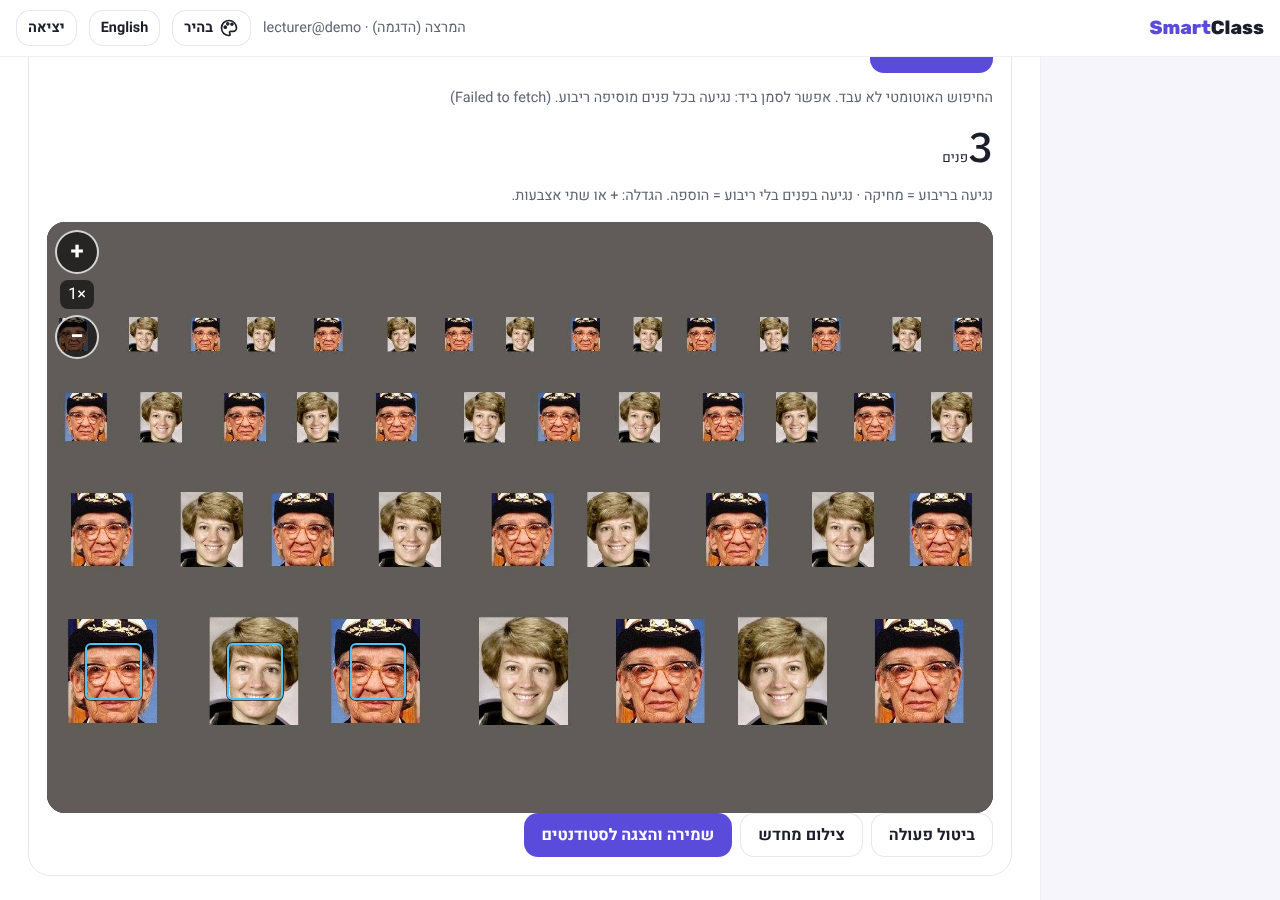 SmartClass
המרצה (הדגמה) · lecturer@demo
בהיר
English
יציאה
החיפוש האוטומטי לא עבד. אפשר לסמן ביד: נגיעה בכל פנים מוסיפה ריבוע. (Failed to fetch)
3 פנים
נגיעה בריבוע = מחיקה · נגיעה בפנים בלי ריבוע = הוספה. הגדלה: + או שתי אצבעות.
+
1×
−
ביטול פעולה
צילום מחדש
שמירה והצגה לסטודנטים